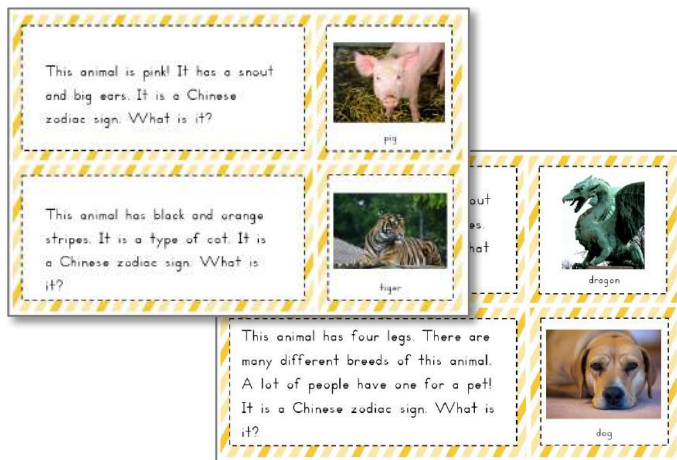 This animal is pink! It has a snout
and big ears. It is a Chinese
zodiac sign. What is it?
pig
This animal has black and orange
stripes. It is a type of cat. It is
a Chinese zodiac sign. What is
it?
tiger
dragon
This animal has four legs. There are
many different breeds of this animal.
A lot of people have one for a pet!
It is a Chinese zodiac sign. What is
it?
dog